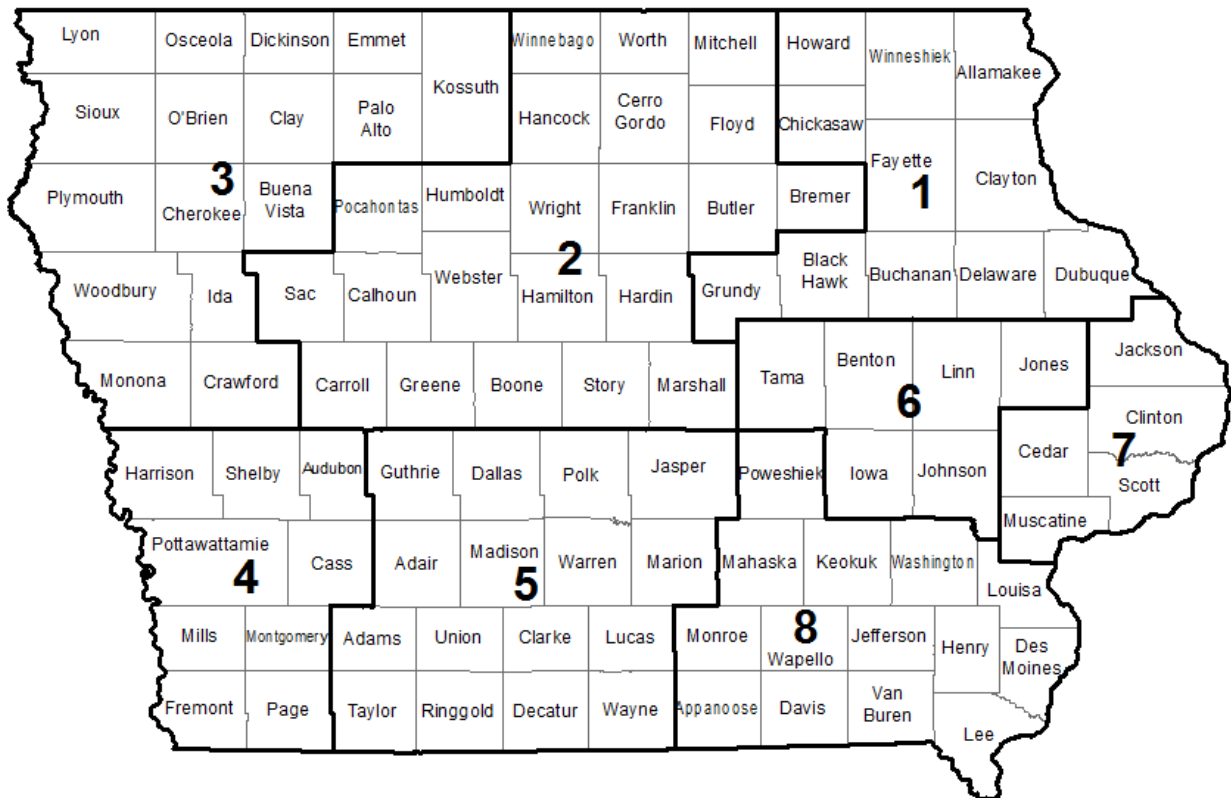 Lyon
Osceola
Dickinson
Emmet
Kossuth
Winnebago
Worth
Mitchell
Howard
Winneshiek
Allamakee
Sioux
O'Brien
Clay
Palo
Alto
Hancock
Cerro
Gordo
Floyd
Chickasaw
Fayette
1
Clayton
Plymouth
3
Cherokee
Buena
Vista
Pocahontas
Humboldt
Wright
Franklin
Butler
Bremer
2
Woodbury
Ida
Sac
Calhoun
Webster
Hamilton
Hardin
Grundy
Black
Hawk
Buchanan
Delaware
Dubuque
Monona
Crawford
Carroll
Greene
Boone
Story
Marshall
Tama
Benton
Linn
Jones
Jackson
6
Clinton
7
Harrison
Shelby
Audubon
Guthrie
Dallas
Polk
Jasper
Poweshiek
Iowa
Johnson
Cedar
Scott
Muscatine
Pottawattamie
4
Cass
Adair
Madison
5
Warren
Marion
Mahaska
Keokuk
Washington
Louisa
Mills
Montgomery
Adams
Union
Clarke
Lucas
Monroe
8
Wapello
Jefferson
Henry
Des
Moines
Fremont
Page
Taylor
Ringgold
Decatur
Wayne
Appanoose
Davis
Van
Buren
Lee